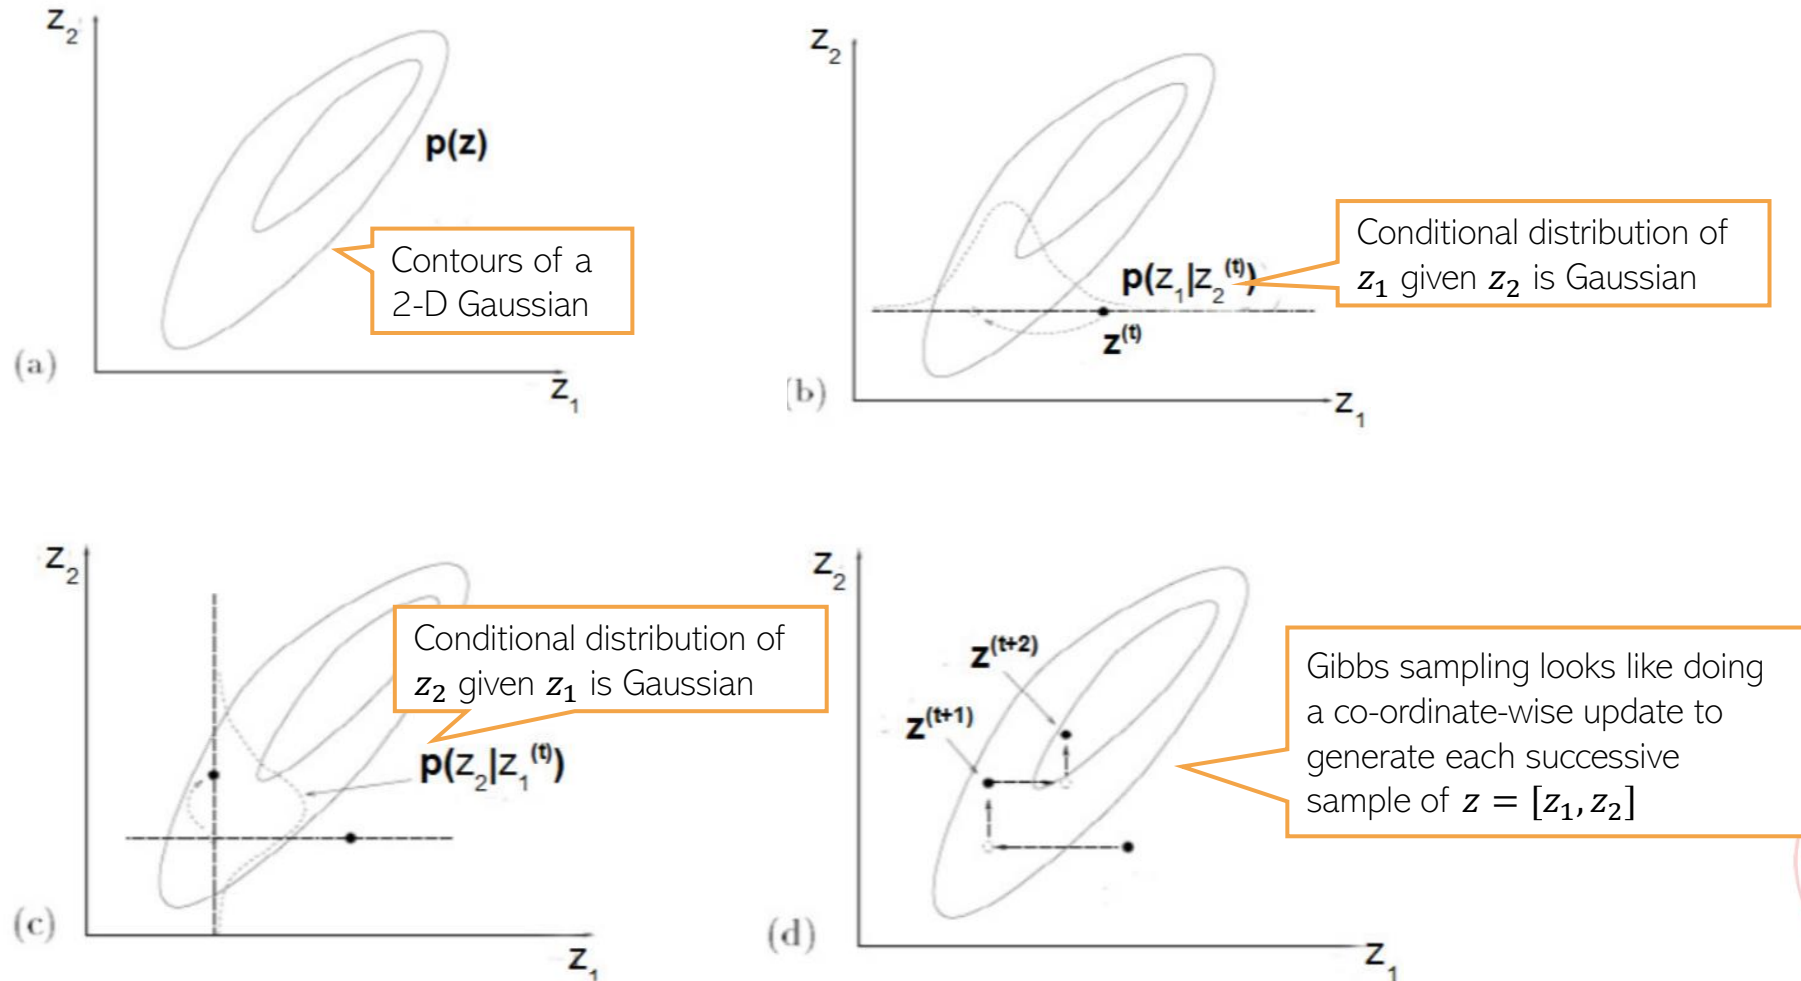 z₂
p(z)
Contours of a
2-D Gaussian
(a)
z₁
z₂
Conditional distribution of
z₁ given z₂ is Gaussian
p(z₁|z₂⁽ᵗ⁾)
z⁽ᵗ⁾
(b)
z₁
z₂
Conditional distribution of
z₂ given z₁ is Gaussian
p(z₂|z₁⁽ᵗ⁾)
(c)
z₁
z₂
z⁽ᵗ⁺²⁾
z⁽ᵗ⁺¹⁾
Gibbs sampling looks like doing
a co-ordinate-wise update to
generate each successive
sample of z = [z₁, z₂]
(d)
z₁